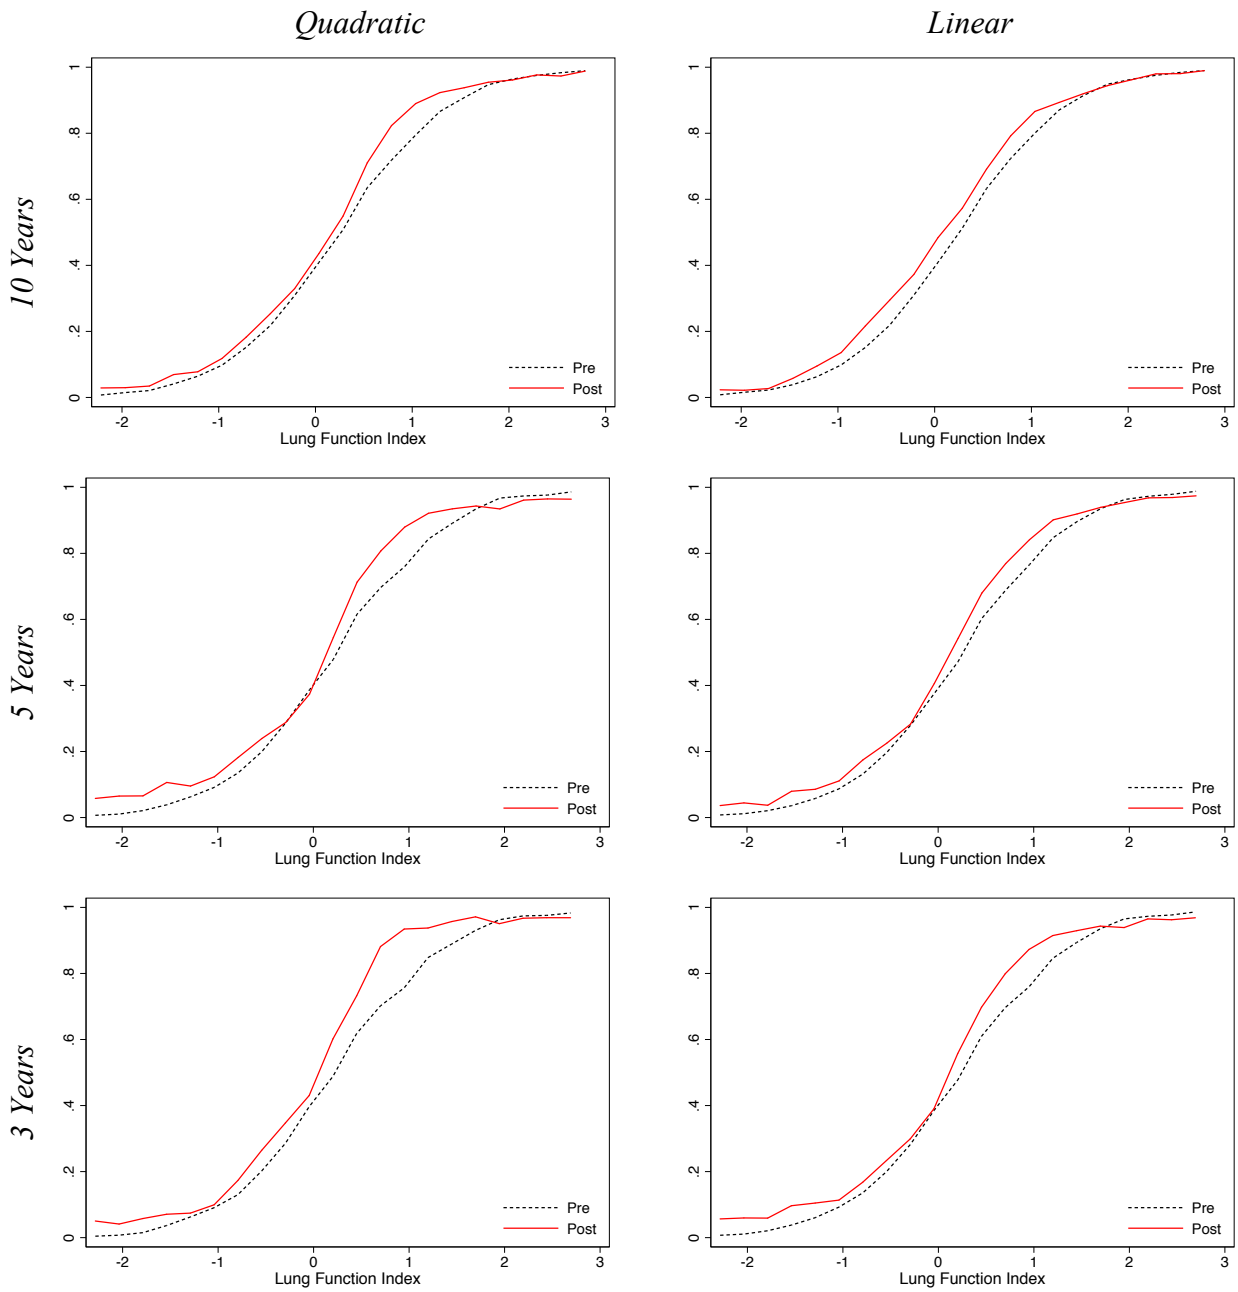 Quadratic
Linear
10 Years
1
.8
.6
.4
.2
0
Pre
Post
-2 -1 0 1 2 3
Lung Function Index
1
.8
.6
.4
.2
0
Pre
Post
-2 -1 0 1 2 3
Lung Function Index
5 Years
1
.8
.6
.4
.2
0
Pre
Post
-2 -1 0 1 2 3
Lung Function Index
1
.8
.6
.4
.2
0
Pre
Post
-2 -1 0 1 2 3
Lung Function Index
3 Years
1
.8
.6
.4
.2
0
Pre
Post
-2 -1 0 1 2 3
Lung Function Index
1
.8
.6
.4
.2
0
Pre
Post
-2 -1 0 1 2 3
Lung Function Index